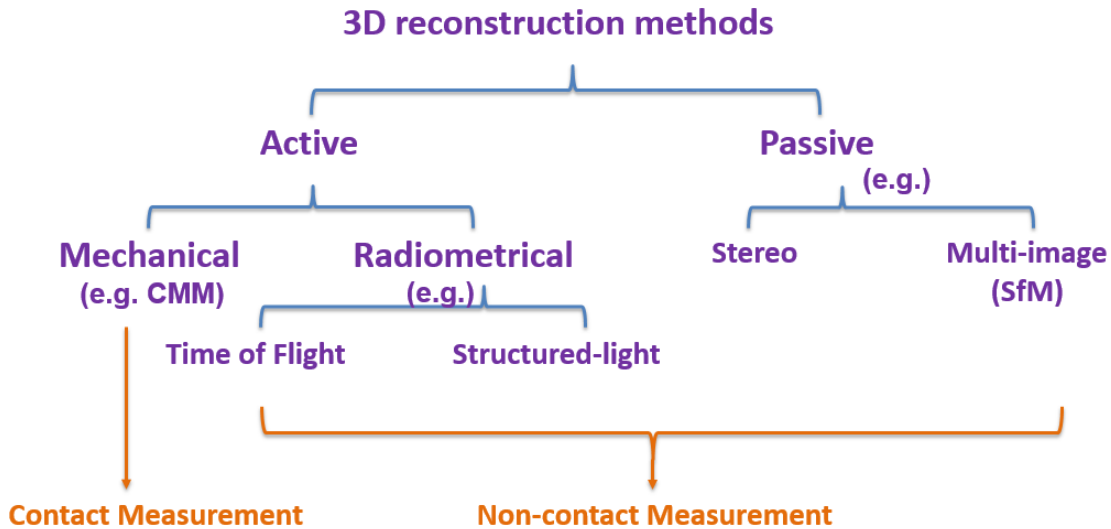 3D reconstruction methods
Active
Passive
(e.g.)
Mechanical
(e.g. CMM)
Radiometrical
(e.g.)
Stereo
Multi-image
(SfM)
Time of Flight
Structured-light
Contact Measurement
Non-contact Measurement